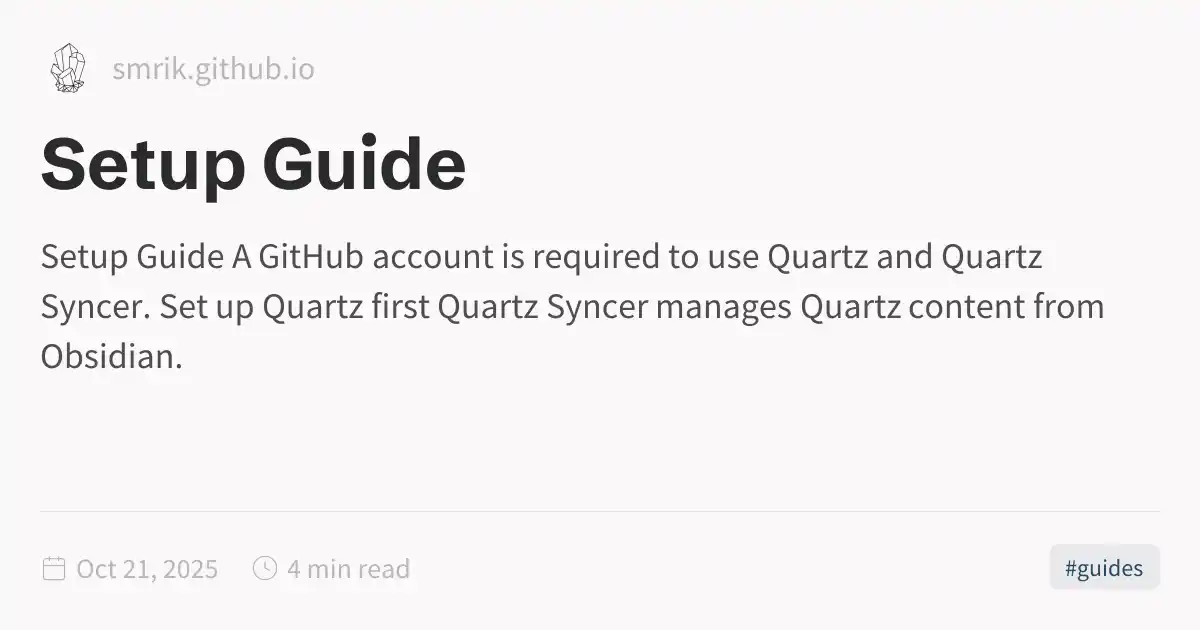 smrik.github.io
Setup Guide
Setup Guide A GitHub account is required to use Quartz and Quartz
Syncer. Set up Quartz first Quartz Syncer manages Quartz content from
Obsidian.
Oct 21, 2025
4 min read
#guides